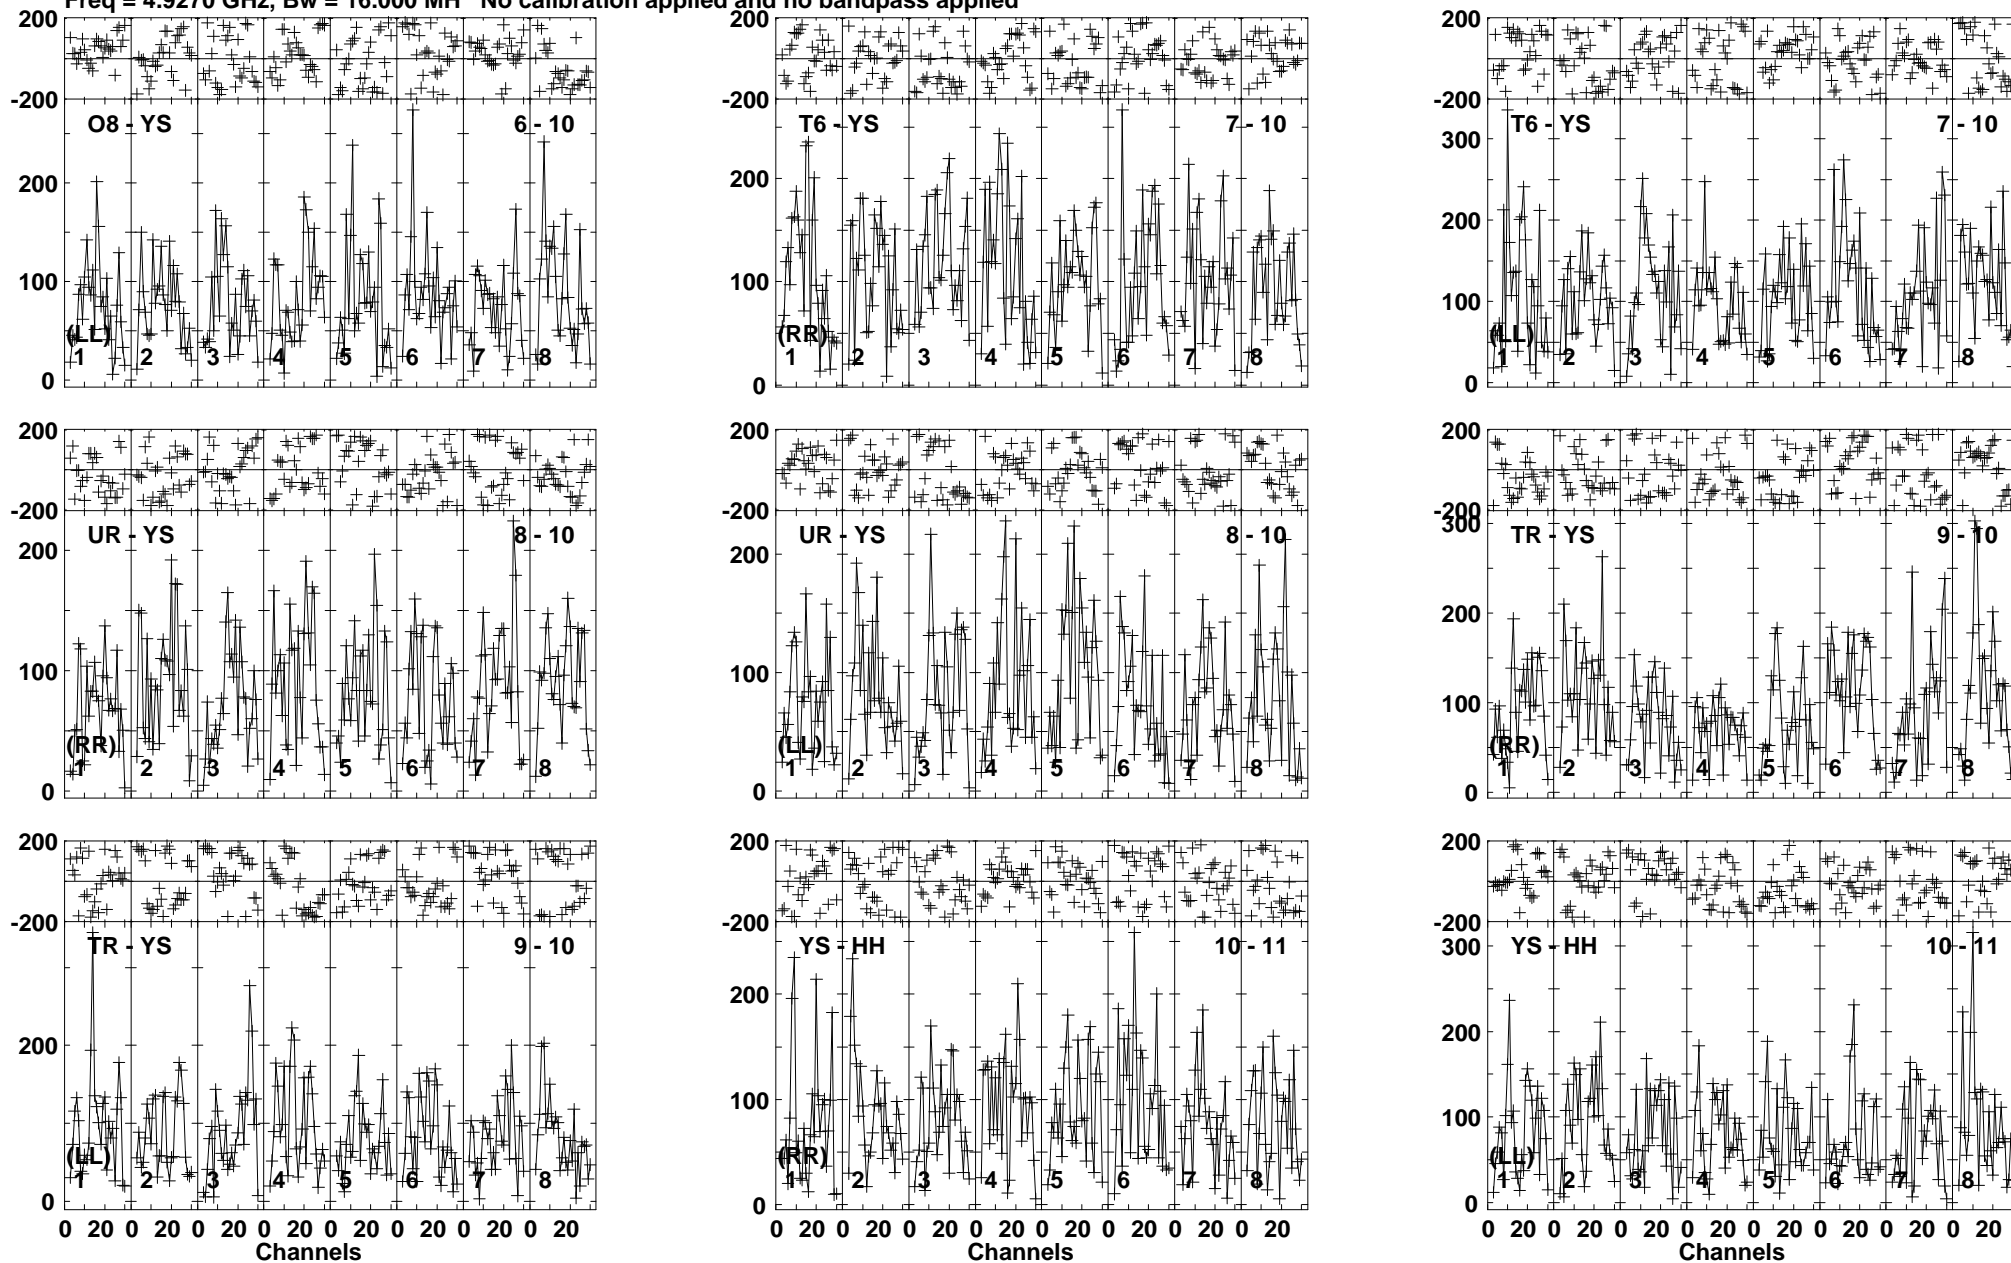 Freq = 4.9270 GHz, Bw = 16.000 MH No calibration applied and no bandpass applied
200 200 200
-200 -200 -200
O8 - YS 6 - 10 T6 - YS 7 - 10 T6 - YS 7 - 10
300
200 200 200
100 100 100
(LL) (RR) (LL)
1 2 3 4 5 6 7 8 1 2 3 4 5 6 7 8 1 2 3 4 5 6 7 8
0 0 0
200 200 200
-200 -200 -200
300
UR - YS 8 - 10 UR - YS 8 - 10 TR - YS 9 - 10
200 200 200
100 100 100
(RR) (LL) (RR)
1 2 3 4 5 6 7 8 1 2 3 4 5 6 7 8 1 2 3 4 5 6 7 8
0 0 0
200 200 200
-200 -200 -200
TR - YS 9 - 10 YS - HH 10 - 11 YS - HH 10 - 11
300
200 200 200
100 100
(LL) (RR) (LL)
1 2 3 4 5 6 7 8 1 2 3 4 5 6 7 8 1 2 3 4 5 6 7 8
0 0 0
0 20 0 20 0 20 0 20 0 20 0 20 0 20 0 20 0 20 0 20 0 20 0 20 0 20 0 20 0 20 0 20 0 20 0 20 0 20 0 20 0 20 0 20 0 20 0 20
Channels Channels Channels